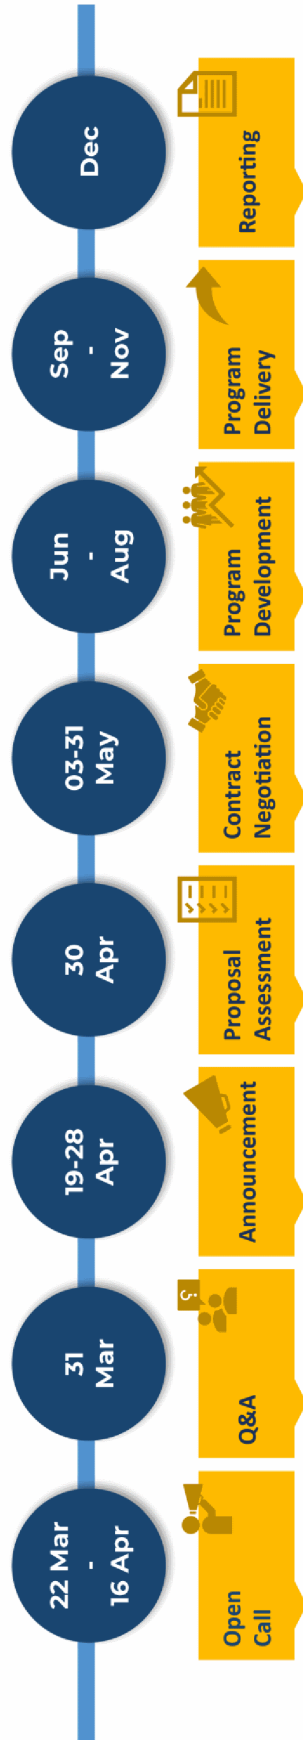 22 Mar
-
16 Apr
Open
Call
31
Mar
Q&A
19-28
Apr
Announcement
30
Apr
Proposal
Assessment
03-31
May
Contract
Negotiation
Jun
-
Aug
Program
Development
Sep
-
Nov
Program
Delivery
Dec
Reporting